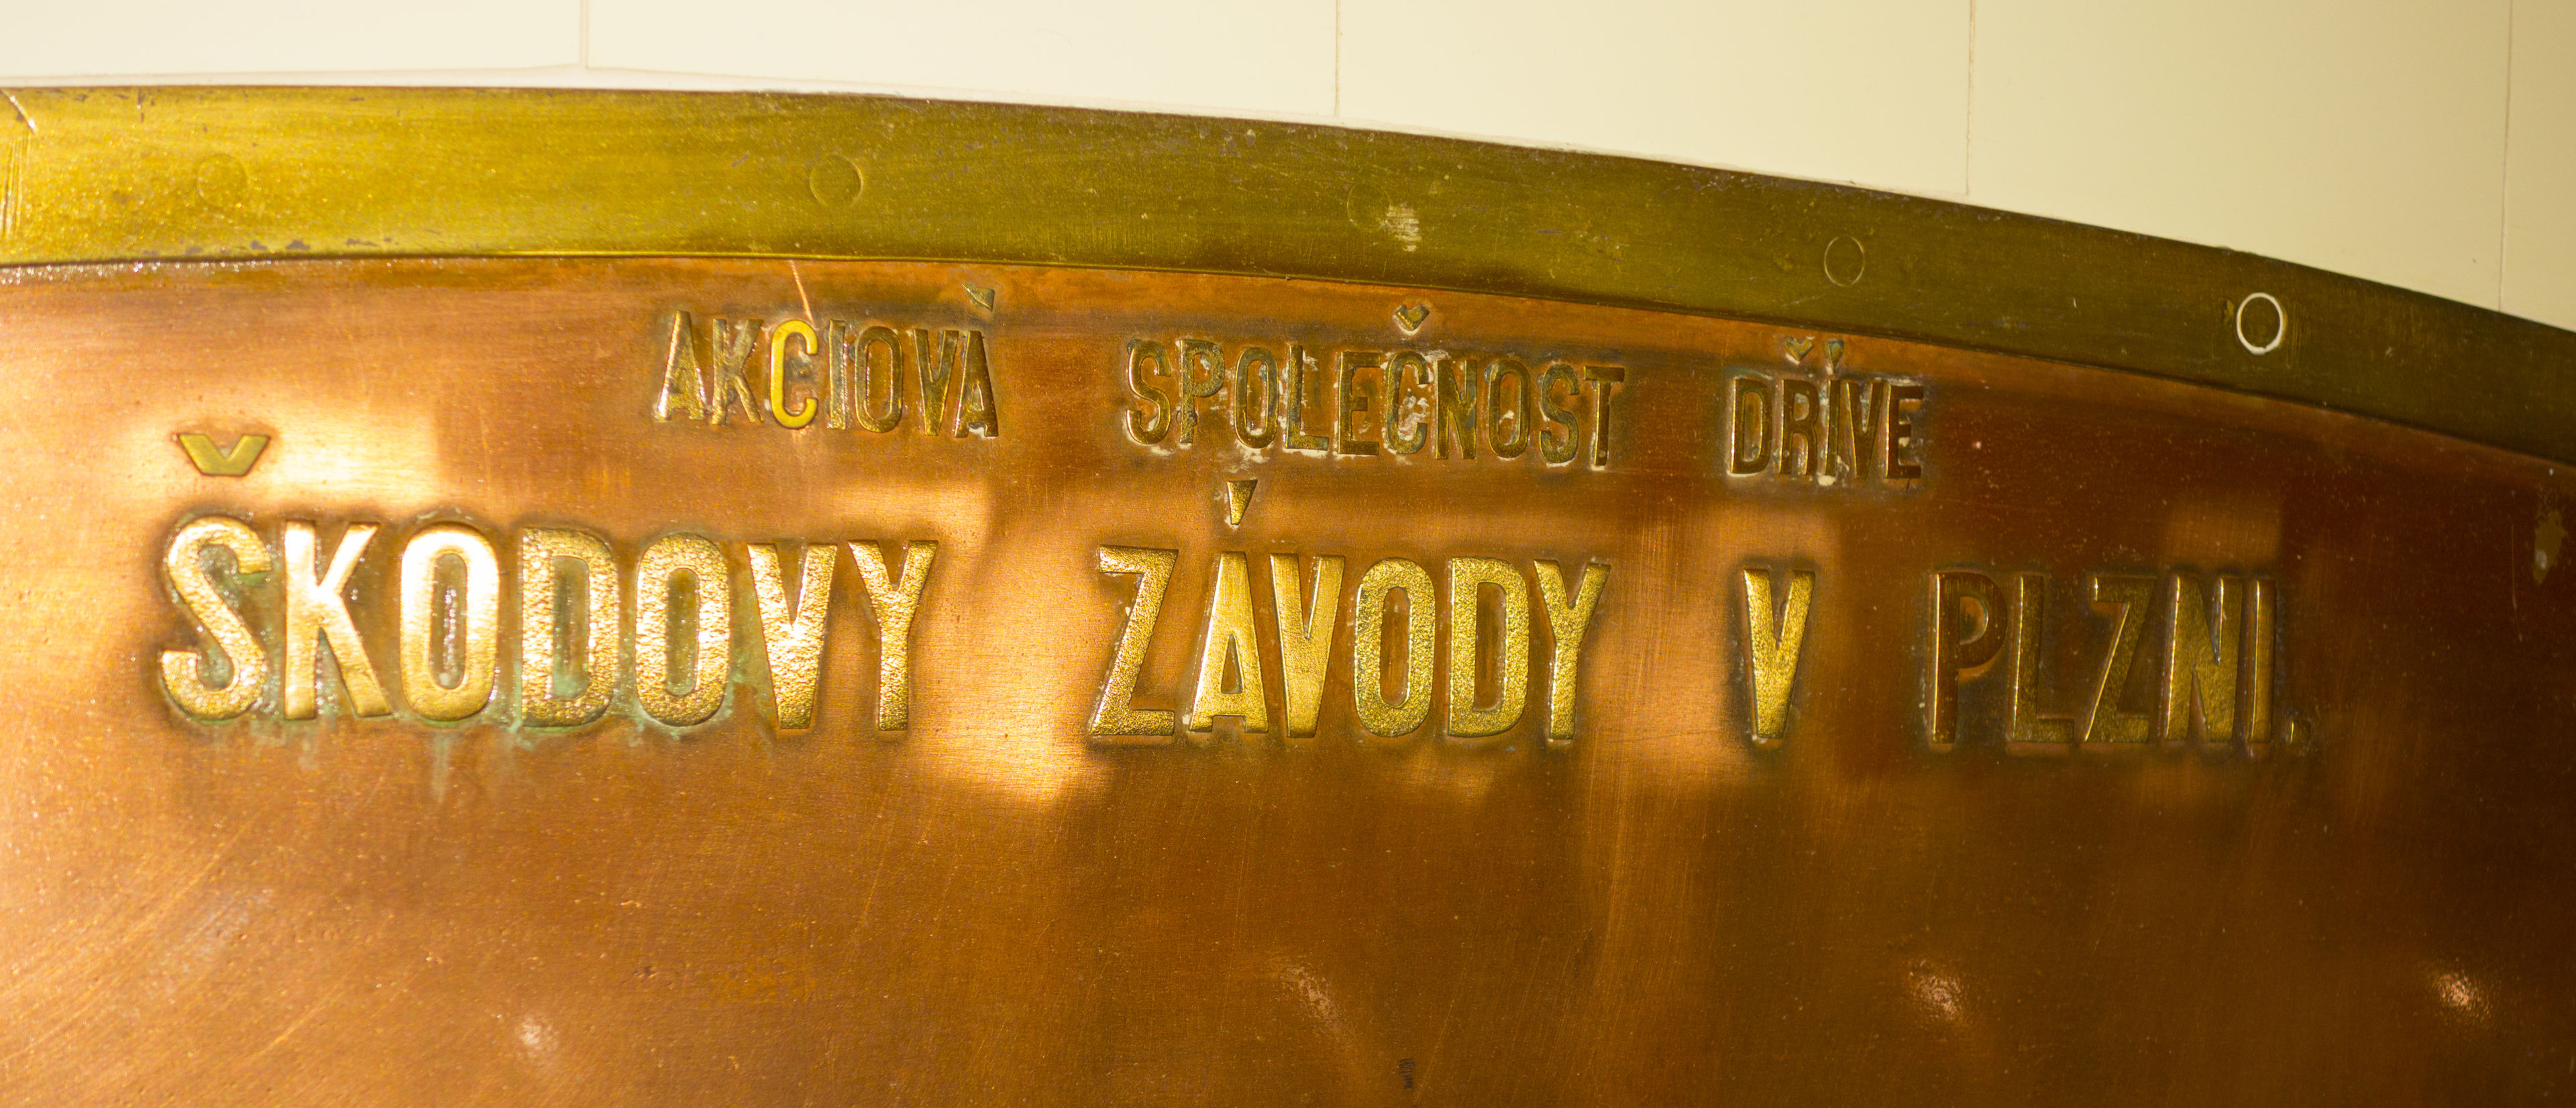 AKCIOVÁ SPOLEČNOST DŘÍVE
ŠKODOVY ZÁVODY V PLZNI.